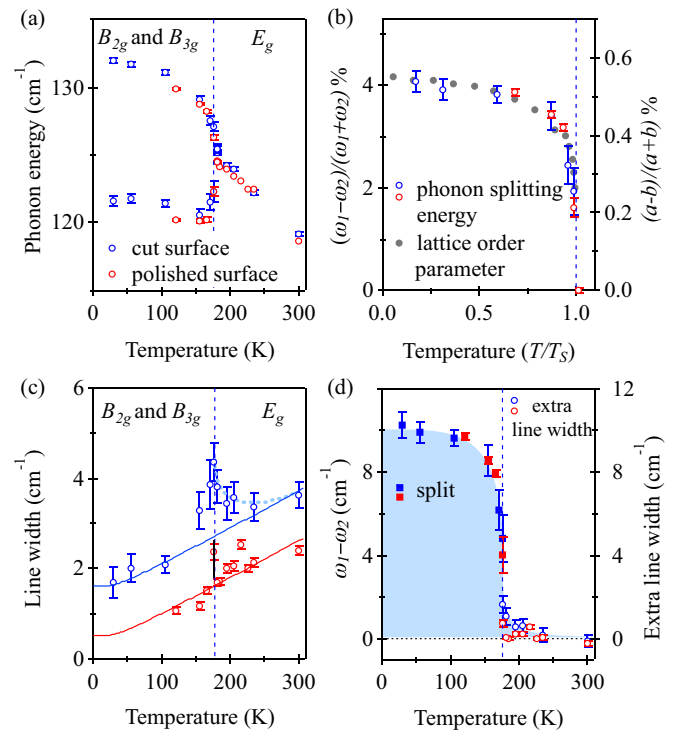 (a)
B2g and B3g
Eg
132
120
Phonon energy (cm-1)
cut surface
polished surface
0
100
200
300
Temperature (K)
(b)
6
4
2
0
(ω1−ω2)/(ω1+ω2) %
0.6
0.4
0.2
0.0
(a-b)/(a+b) %
phonon splitting
energy
lattice order
parameter
0.0
0.5
1.0
Temperature (T/TS)
(c)
B2g and B3g
Eg
6
4
2
0
Line width (cm-1)
0
100
200
300
Temperature (K)
(d)
12
8
4
0
ω1−ω2 (cm-1)
12
8
4
0
Extra line width (cm-1)
extra
line width
split
0
100
200
300
Temperature (K)